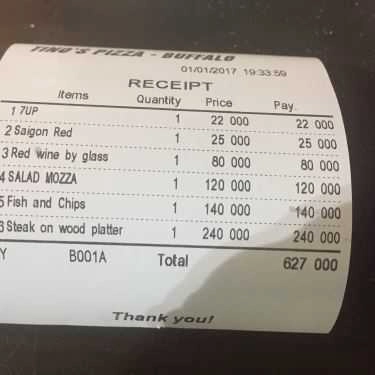 TINO'S PIZZA - BUFFALO
01/01/2017 19:33:59
RECEIPT
Items Quantity Price Pay.
1 7UP 1 22 000 22 000
2 Saigon Red 1 25 000 25 000
3 Red wine by glass 1 80 000 80 000
4 SALAD MOZZA 1 120 000 120 000
5 Fish and Chips 1 140 000 140 000
6 Steak on wood platter 1 240 000 240 000
Y B001A Total 627 000
Thank you!